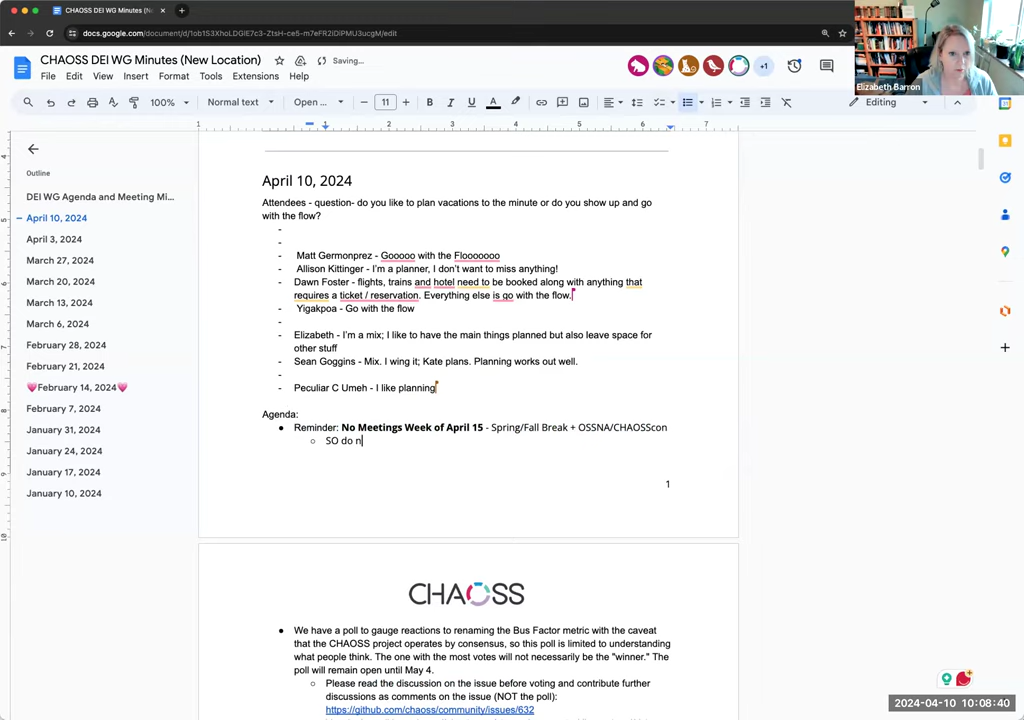 CHAOSS DEI WG Minutes (N
docs.google.com/document/d/1ob1S3XhoLDGlE7c3-ZtsH-ce5-m7eFR2iDlPMU3ucgM/edit
CHAOSS DEI WG Minutes (New Location)
Saving...
File Edit View Insert Format Tools Extensions Help
+1
Elizabeth Barron
100%
Normal text
Open ...
11
B I U A
Editing
1 1 2 3 4 5 6 7
Outline
DEI WG Agenda and Meeting Mi...
April 10, 2024
April 3, 2024
March 27, 2024
March 20, 2024
March 13, 2024
March 6, 2024
February 28, 2024
February 21, 2024
💗February 14, 2024💗
February 7, 2024
January 31, 2024
January 24, 2024
January 17, 2024
January 10, 2024
April 10, 2024
Attendees - question- do you like to plan vacations to the minute or do you show up and go
with the flow?
-
-
- Matt Germonprez - Gooooo with the Flooooooo
- Allison Kittinger - I'm a planner, I don't want to miss anything!
- Dawn Foster - flights, trains and hotel need to be booked along with anything that
requires a ticket / reservation. Everything else is go with the flow.
- Yigakpoa - Go with the flow
-
- Elizabeth - I'm a mix; I like to have the main things planned but also leave space for
other stuff
- Sean Goggins - Mix. I wing it; Kate plans. Planning works out well.
-
- Peculiar C Umeh - I like planning
Agenda:
● Reminder: No Meetings Week of April 15 - Spring/Fall Break + OSSNA/CHAOSScon
○ SO do n
1
CHAOSS
● We have a poll to gauge reactions to renaming the Bus Factor metric with the caveat
that the CHAOSS project operates by consensus, so this poll is limited to understanding
what people think. The one with the most votes will not necessarily be the "winner." The
poll will remain open until May 4.
○ Please read the discussion on the issue before voting and contribute further
discussions as comments on the issue (NOT the poll):
https://github.com/chaoss/community/issues/632
2024-04-10 10:08:40